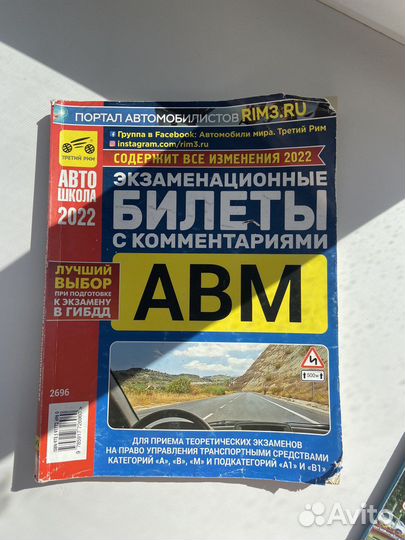 ПОРТАЛ АВТОМОБИЛИСТОВ RIM3.RU
Группа в Facebook: Автомобили мира. Третий Рим
instagram.com/rim3.ru
ТРЕТИЙ РИМ
СОДЕРЖИТ ВСЕ ИЗМЕНЕНИЯ 2022
АВТО
ШКОЛА
2022
ЭКЗАМЕНАЦИОННЫЕ
БИЛЕТЫ
С КОММЕНТАРИЯМИ
ЛУЧШИЙ
ВЫБОР
ПРИ ПОДГОТОВКЕ
К ЭКЗАМЕНУ
В ГИБДД
АВМ
500 м
2696
ДЛЯ ПРИЕМА ТЕОРЕТИЧЕСКИХ ЭКЗАМЕНОВ
НА ПРАВО УПРАВЛЕНИЯ ТРАНСПОРТНЫМИ СРЕДСТВАМИ
КАТЕГОРИЙ «А», «В», «М» И ПОДКАТЕГОРИЙ «А1» И «В1»
Avito